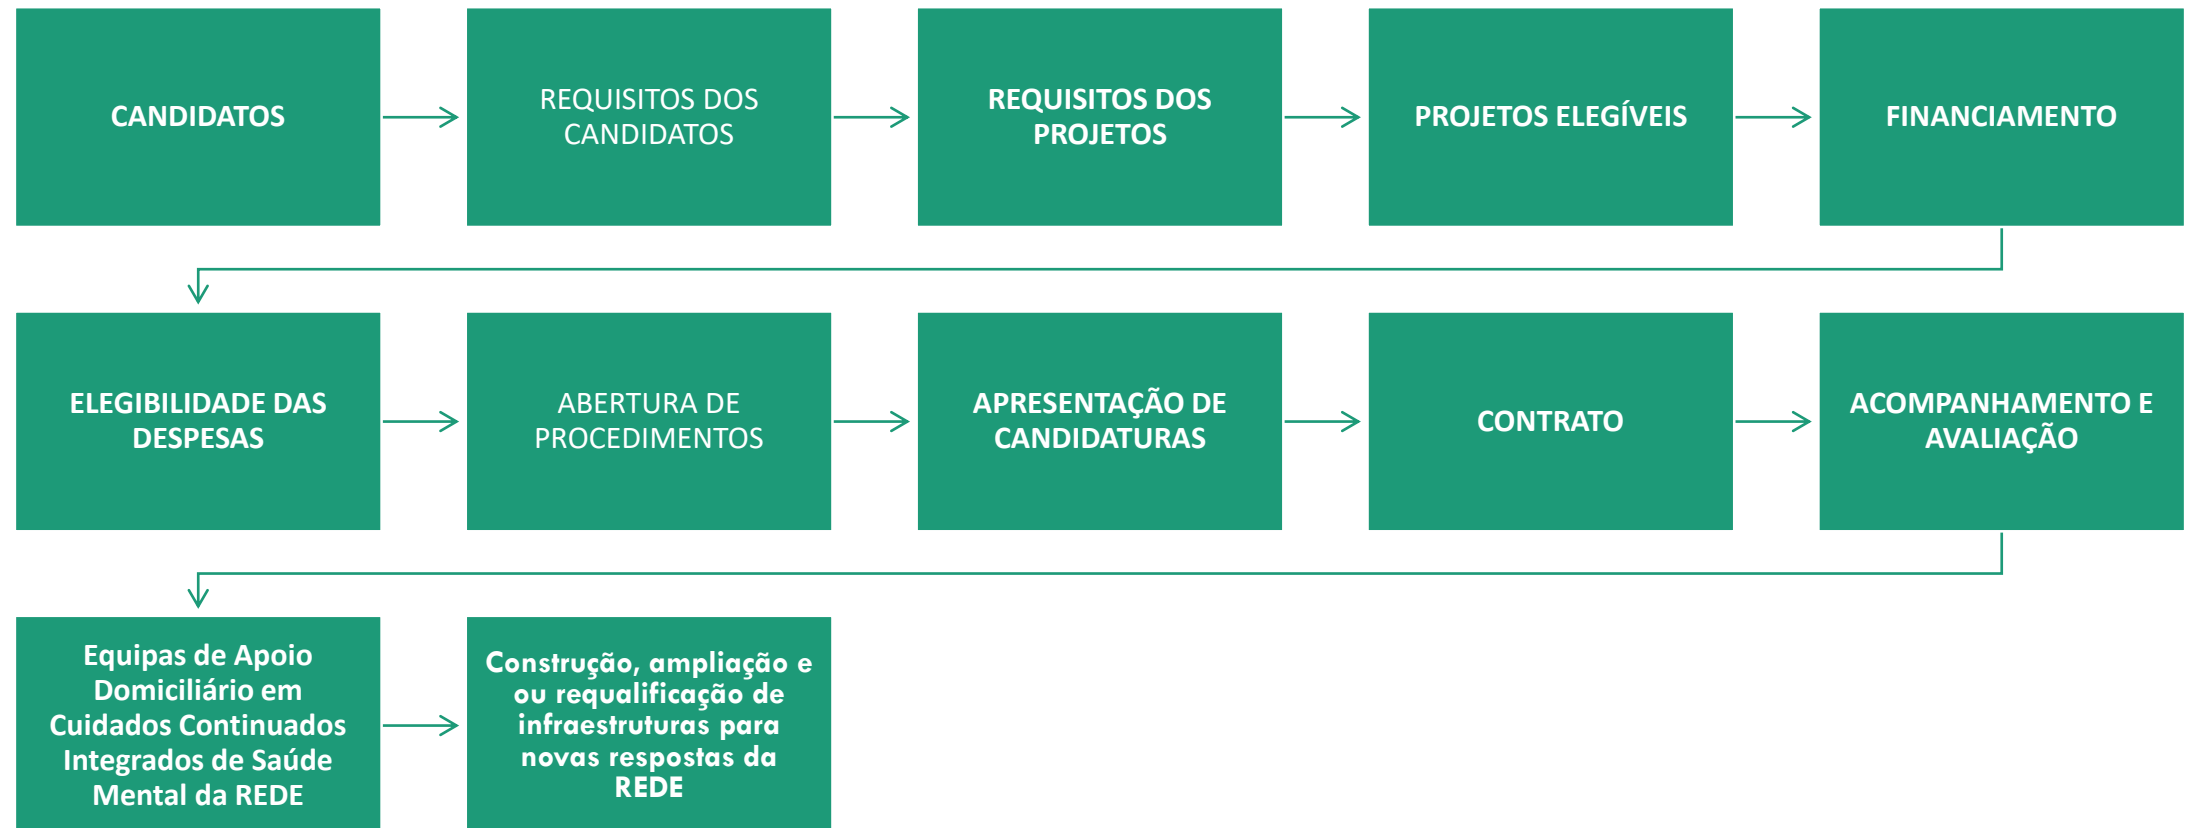 CANDIDATOS
REQUISITOS DOS
CANDIDATOS
REQUISITOS DOS
PROJETOS
PROJETOS ELEGÍVEIS
FINANCIAMENTO
ELEGIBILIDADE DAS
DESPESAS
ABERTURA DE
PROCEDIMENTOS
APRESENTAÇÃO DE
CANDIDATURAS
CONTRATO
ACOMPANHAMENTO E
AVALIAÇÃO
Equipas de Apoio
Domiciliário em
Cuidados Continuados
Integrados de Saúde
Mental da REDE
Construção, ampliação e
ou requalificação de
infraestruturas para
novas respostas da
REDE